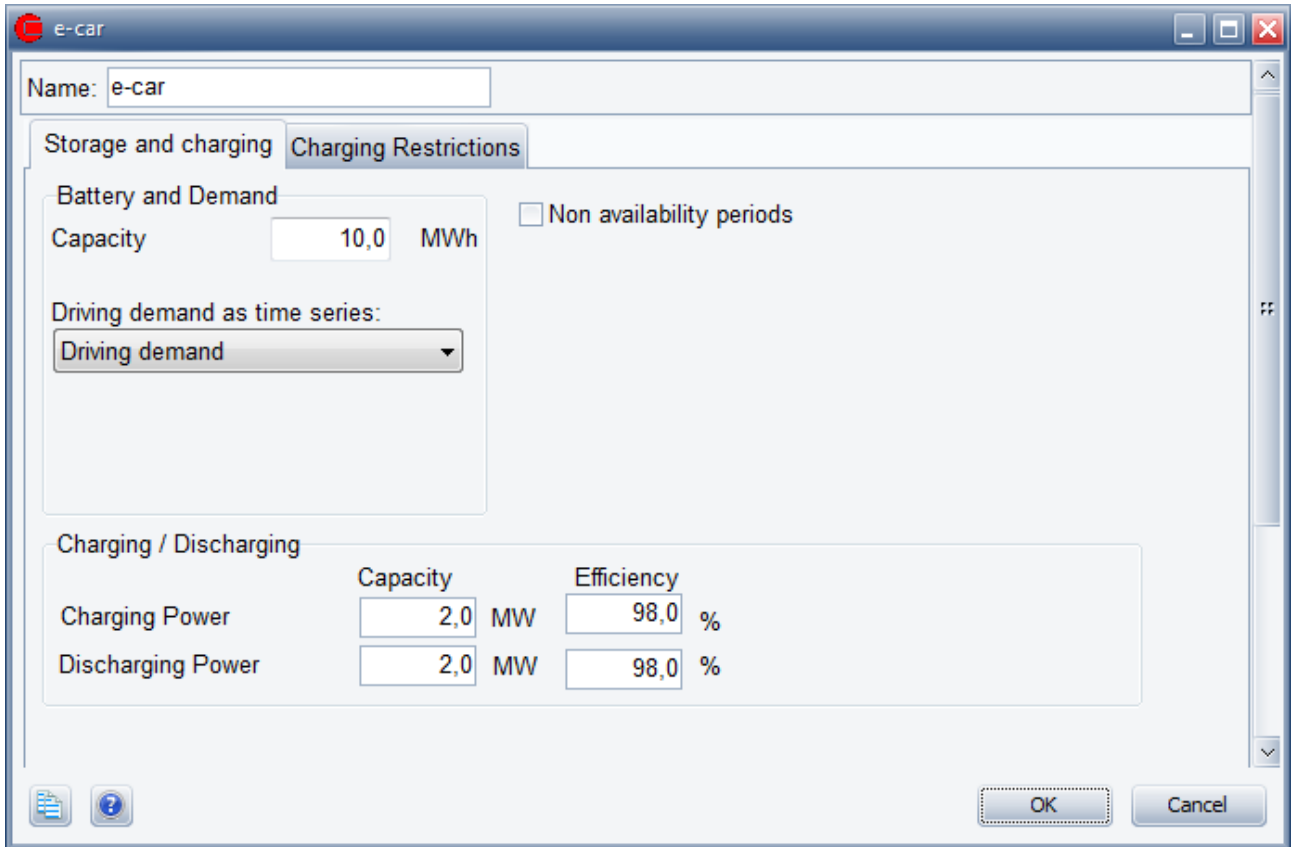 e-car
Name: e-car
Storage and charging Charging Restrictions
Battery and Demand
Non availability periods
Capacity 10,0 MWh
Driving demand as time series:
Driving demand
Charging / Discharging
Capacity Efficiency
Charging Power 2,0 MW 98,0 %
Discharging Power 2,0 MW 98,0 %
OK Cancel